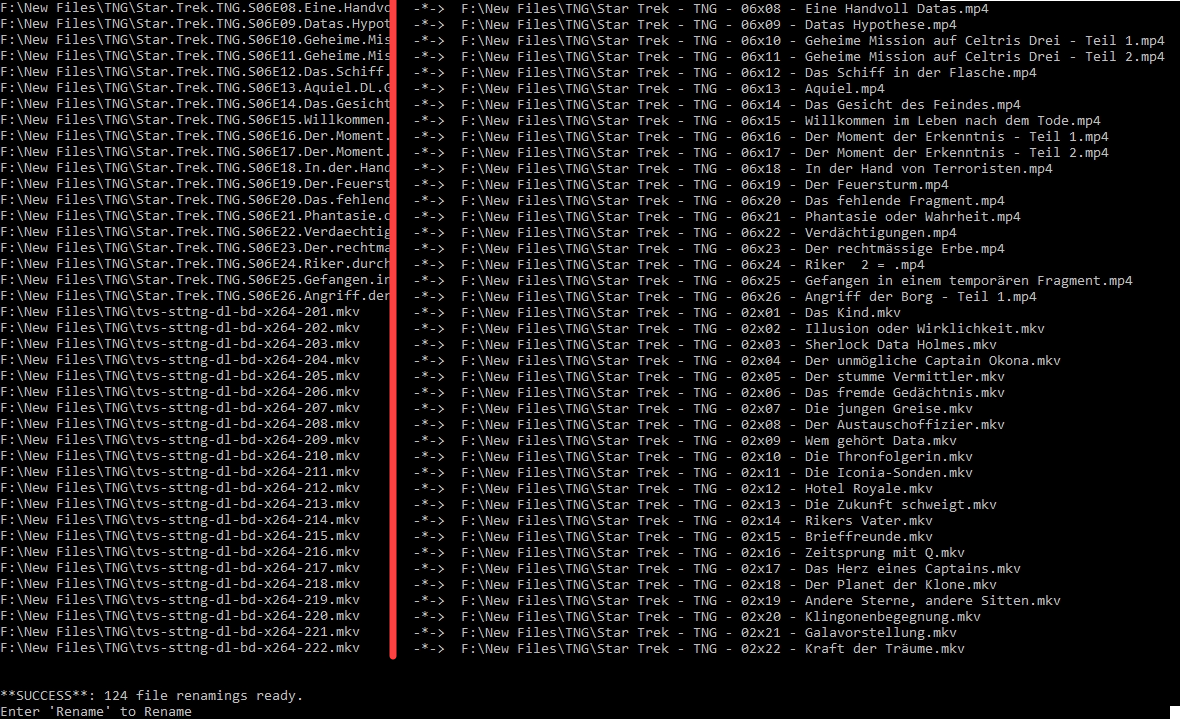 F:\New Files\TNG\Star.Trek.TNG.S06E08.Eine.Handvo -*-> F:\New Files\TNG\Star Trek - TNG - 06x08 - Eine Handvoll Datas.mp4
F:\New Files\TNG\Star.Trek.TNG.S06E09.Datas.Hypot -*-> F:\New Files\TNG\Star Trek - TNG - 06x09 - Datas Hypothese.mp4
F:\New Files\TNG\Star.Trek.TNG.S06E10.Geheime.Mis -*-> F:\New Files\TNG\Star Trek - TNG - 06x10 - Geheime Mission auf Celtris Drei - Teil 1.mp4
F:\New Files\TNG\Star.Trek.TNG.S06E11.Geheime.Mis -*-> F:\New Files\TNG\Star Trek - TNG - 06x11 - Geheime Mission auf Celtris Drei - Teil 2.mp4
F:\New Files\TNG\Star.Trek.TNG.S06E12.Das.Schiff. -*-> F:\New Files\TNG\Star Trek - TNG - 06x12 - Das Schiff in der Flasche.mp4
F:\New Files\TNG\Star.Trek.TNG.S06E13.Aquiel.DL.G -*-> F:\New Files\TNG\Star Trek - TNG - 06x13 - Aquiel.mp4
F:\New Files\TNG\Star.Trek.TNG.S06E14.Das.Gesicht -*-> F:\New Files\TNG\Star Trek - TNG - 06x14 - Das Gesicht des Feindes.mp4
F:\New Files\TNG\Star.Trek.TNG.S06E15.Willkommen. -*-> F:\New Files\TNG\Star Trek - TNG - 06x15 - Willkommen im Leben nach dem Tode.mp4
F:\New Files\TNG\Star.Trek.TNG.S06E16.Der.Moment. -*-> F:\New Files\TNG\Star Trek - TNG - 06x16 - Der Moment der Erkenntnis - Teil 1.mp4
F:\New Files\TNG\Star.Trek.TNG.S06E17.Der.Moment. -*-> F:\New Files\TNG\Star Trek - TNG - 06x17 - Der Moment der Erkenntnis - Teil 2.mp4
F:\New Files\TNG\Star.Trek.TNG.S06E18.In.der.Hand -*-> F:\New Files\TNG\Star Trek - TNG - 06x18 - In der Hand von Terroristen.mp4
F:\New Files\TNG\Star.Trek.TNG.S06E19.Der.Feuerst -*-> F:\New Files\TNG\Star Trek - TNG - 06x19 - Der Feuersturm.mp4
F:\New Files\TNG\Star.Trek.TNG.S06E20.Das.fehlend -*-> F:\New Files\TNG\Star Trek - TNG - 06x20 - Das fehlende Fragment.mp4
F:\New Files\TNG\Star.Trek.TNG.S06E21.Phantasie.o -*-> F:\New Files\TNG\Star Trek - TNG - 06x21 - Phantasie oder Wahrheit.mp4
F:\New Files\TNG\Star.Trek.TNG.S06E22.Verdaechtig -*-> F:\New Files\TNG\Star Trek - TNG - 06x22 - Verdächtigungen.mp4
F:\New Files\TNG\Star.Trek.TNG.S06E23.Der.rechtma -*-> F:\New Files\TNG\Star Trek - TNG - 06x23 - Der rechtmässige Erbe.mp4
F:\New Files\TNG\Star.Trek.TNG.S06E24.Riker.durch -*-> F:\New Files\TNG\Star Trek - TNG - 06x24 - Riker  2 = .mp4
F:\New Files\TNG\Star.Trek.TNG.S06E25.Gefangen.in -*-> F:\New Files\TNG\Star Trek - TNG - 06x25 - Gefangen in einem temporären Fragment.mp4
F:\New Files\TNG\Star.Trek.TNG.S06E26.Angriff.der -*-> F:\New Files\TNG\Star Trek - TNG - 06x26 - Angriff der Borg - Teil 1.mp4
F:\New Files\TNG\tvs-sttng-dl-bd-x264-201.mkv -*-> F:\New Files\TNG\Star Trek - TNG - 02x01 - Das Kind.mkv
F:\New Files\TNG\tvs-sttng-dl-bd-x264-202.mkv -*-> F:\New Files\TNG\Star Trek - TNG - 02x02 - Illusion oder Wirklichkeit.mkv
F:\New Files\TNG\tvs-sttng-dl-bd-x264-203.mkv -*-> F:\New Files\TNG\Star Trek - TNG - 02x03 - Sherlock Data Holmes.mkv
F:\New Files\TNG\tvs-sttng-dl-bd-x264-204.mkv -*-> F:\New Files\TNG\Star Trek - TNG - 02x04 - Der unmögliche Captain Okona.mkv
F:\New Files\TNG\tvs-sttng-dl-bd-x264-205.mkv -*-> F:\New Files\TNG\Star Trek - TNG - 02x05 - Der stumme Vermittler.mkv
F:\New Files\TNG\tvs-sttng-dl-bd-x264-206.mkv -*-> F:\New Files\TNG\Star Trek - TNG - 02x06 - Das fremde Gedächtnis.mkv
F:\New Files\TNG\tvs-sttng-dl-bd-x264-207.mkv -*-> F:\New Files\TNG\Star Trek - TNG - 02x07 - Die jungen Greise.mkv
F:\New Files\TNG\tvs-sttng-dl-bd-x264-208.mkv -*-> F:\New Files\TNG\Star Trek - TNG - 02x08 - Der Austauschoffizier.mkv
F:\New Files\TNG\tvs-sttng-dl-bd-x264-209.mkv -*-> F:\New Files\TNG\Star Trek - TNG - 02x09 - Wem gehört Data.mkv
F:\New Files\TNG\tvs-sttng-dl-bd-x264-210.mkv -*-> F:\New Files\TNG\Star Trek - TNG - 02x10 - Die Thronfolgerin.mkv
F:\New Files\TNG\tvs-sttng-dl-bd-x264-211.mkv -*-> F:\New Files\TNG\Star Trek - TNG - 02x11 - Die Iconia-Sonden.mkv
F:\New Files\TNG\tvs-sttng-dl-bd-x264-212.mkv -*-> F:\New Files\TNG\Star Trek - TNG - 02x12 - Hotel Royale.mkv
F:\New Files\TNG\tvs-sttng-dl-bd-x264-213.mkv -*-> F:\New Files\TNG\Star Trek - TNG - 02x13 - Die Zukunft schweigt.mkv
F:\New Files\TNG\tvs-sttng-dl-bd-x264-214.mkv -*-> F:\New Files\TNG\Star Trek - TNG - 02x14 - Rikers Vater.mkv
F:\New Files\TNG\tvs-sttng-dl-bd-x264-215.mkv -*-> F:\New Files\TNG\Star Trek - TNG - 02x15 - Brieffreunde.mkv
F:\New Files\TNG\tvs-sttng-dl-bd-x264-216.mkv -*-> F:\New Files\TNG\Star Trek - TNG - 02x16 - Zeitsprung mit Q.mkv
F:\New Files\TNG\tvs-sttng-dl-bd-x264-217.mkv -*-> F:\New Files\TNG\Star Trek - TNG - 02x17 - Das Herz eines Captains.mkv
F:\New Files\TNG\tvs-sttng-dl-bd-x264-218.mkv -*-> F:\New Files\TNG\Star Trek - TNG - 02x18 - Der Planet der Klone.mkv
F:\New Files\TNG\tvs-sttng-dl-bd-x264-219.mkv -*-> F:\New Files\TNG\Star Trek - TNG - 02x19 - Andere Sterne, andere Sitten.mkv
F:\New Files\TNG\tvs-sttng-dl-bd-x264-220.mkv -*-> F:\New Files\TNG\Star Trek - TNG - 02x20 - Klingonenbegegnung.mkv
F:\New Files\TNG\tvs-sttng-dl-bd-x264-221.mkv -*-> F:\New Files\TNG\Star Trek - TNG - 02x21 - Galavorstellung.mkv
F:\New Files\TNG\tvs-sttng-dl-bd-x264-222.mkv -*-> F:\New Files\TNG\Star Trek - TNG - 02x22 - Kraft der Träume.mkv
**SUCCESS**: 124 file renamings ready.
Enter 'Rename' to Rename